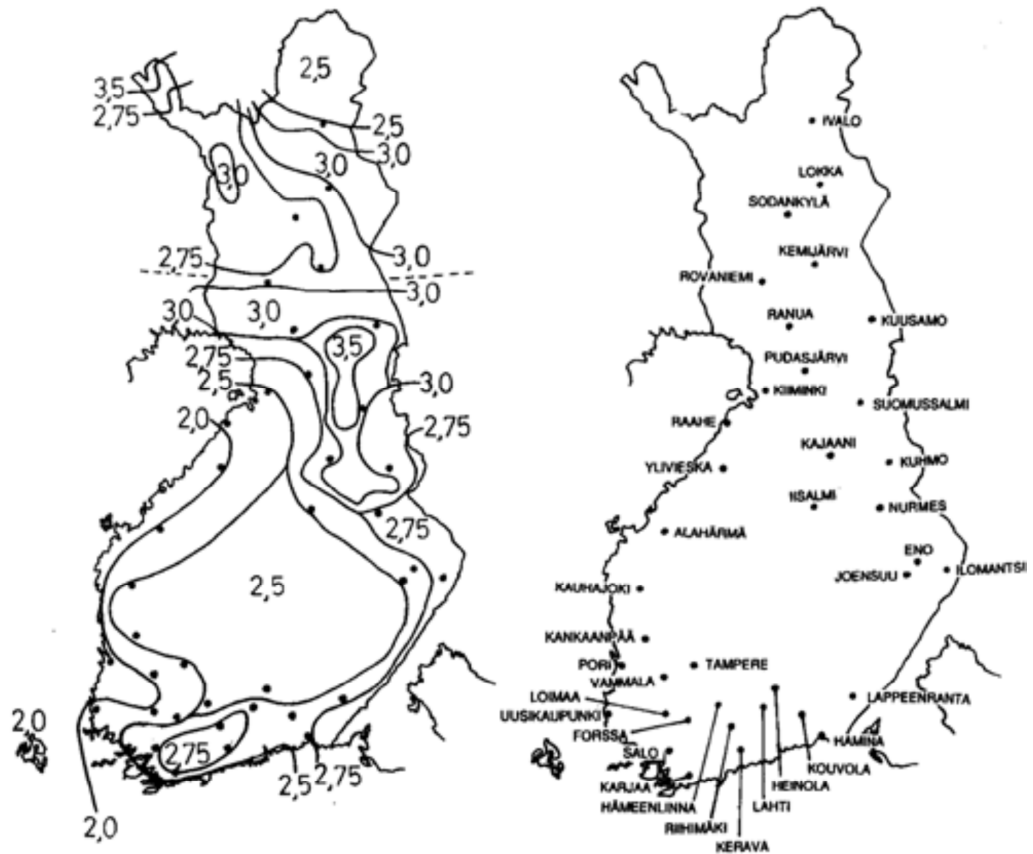 2,5
3,5
2,75
2,5
3,0
3,0
3,0
2,75
3,0
3,0
3,0
3,0
3,5
2,75
2,5
3,0
2,0
2,75
2,75
2,5
2,75
2,0
2,5
2,75
2,0
IVALO
LOKKA
SODANKYLÄ
KEMIJÄRVI
ROVANIEMI
RANUA
KUUSAMO
PUDASJÄRVI
KIIMINKI
SUOMUSSALMI
RAAHE
KAJAANI
YLIVIESKA
KUHMO
IISALMI
NURMES
ALAHÄRMÄ
ENO
JOENSUU
ILOMANTSI
KAUHAJOKI
KANKAANPÄÄ
PORI
TAMPERE
VAMMALA
LAPPEENRANTA
LOIMAA
UUSIKAUPUNKI
FORSSA
HAMINA
SALO
KOUVOLA
KARJAA
HEINOLA
HÄMEENLINNA
LAHTI
RIIHIMÄKI
KERAVA